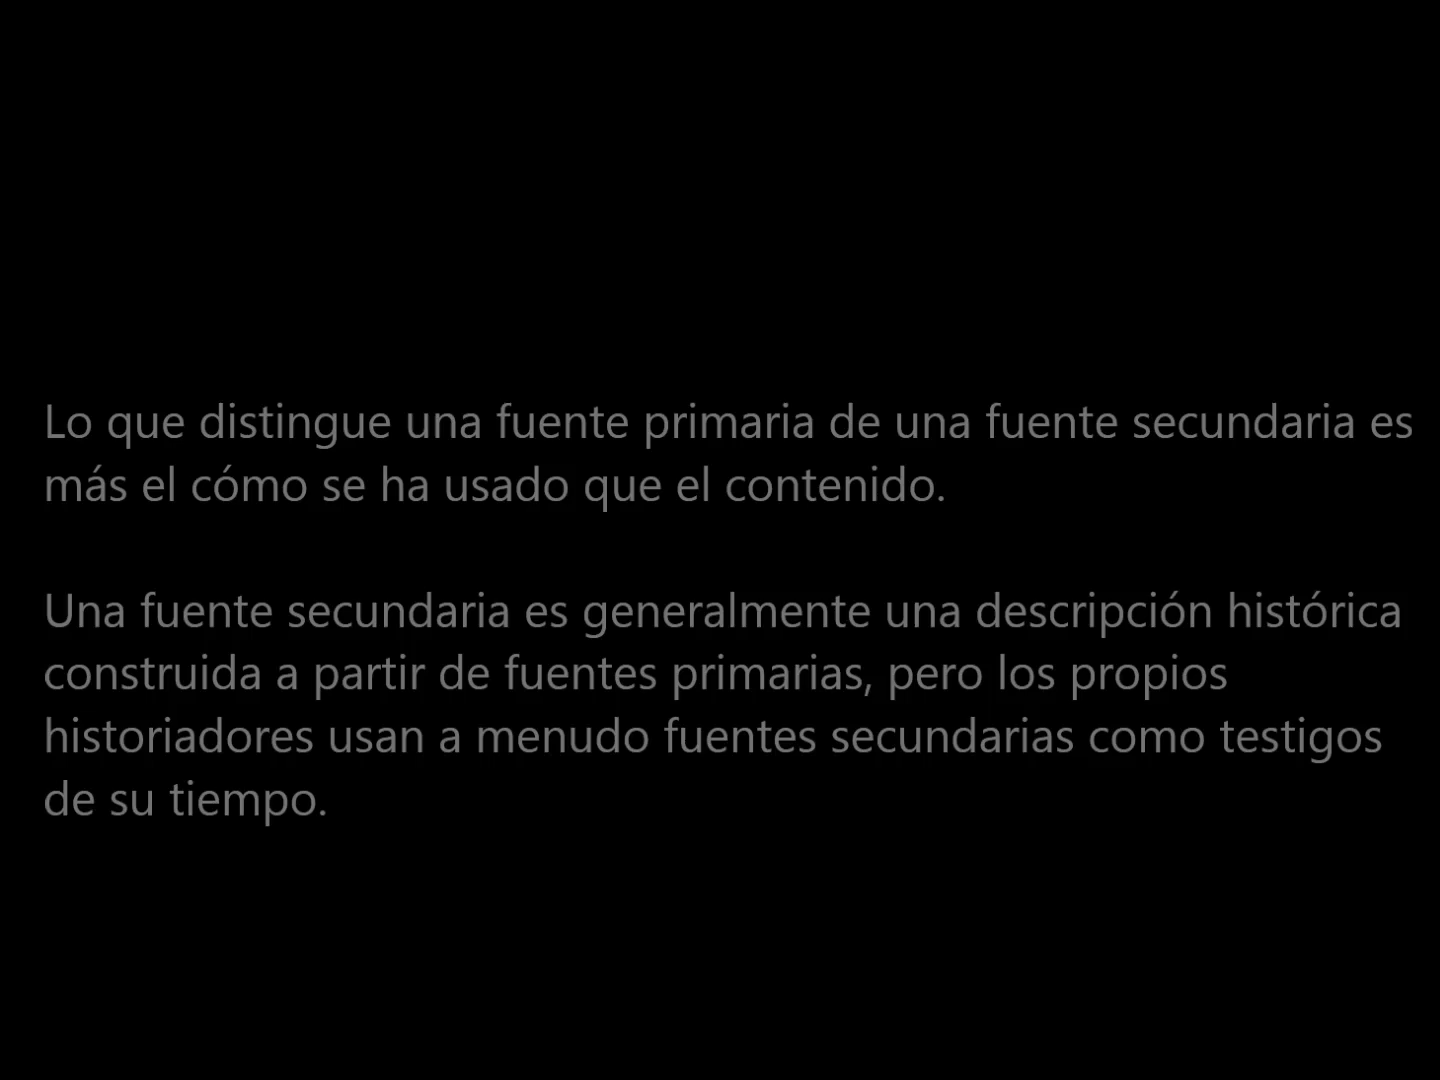 Lo que distingue una fuente primaria de una fuente secundaria es
más el cómo se ha usado que el contenido.
Una fuente secundaria es generalmente una descripción histórica
construida a partir de fuentes primarias, pero los propios
historiadores usan a menudo fuentes secundarias como testigos
de su tiempo.